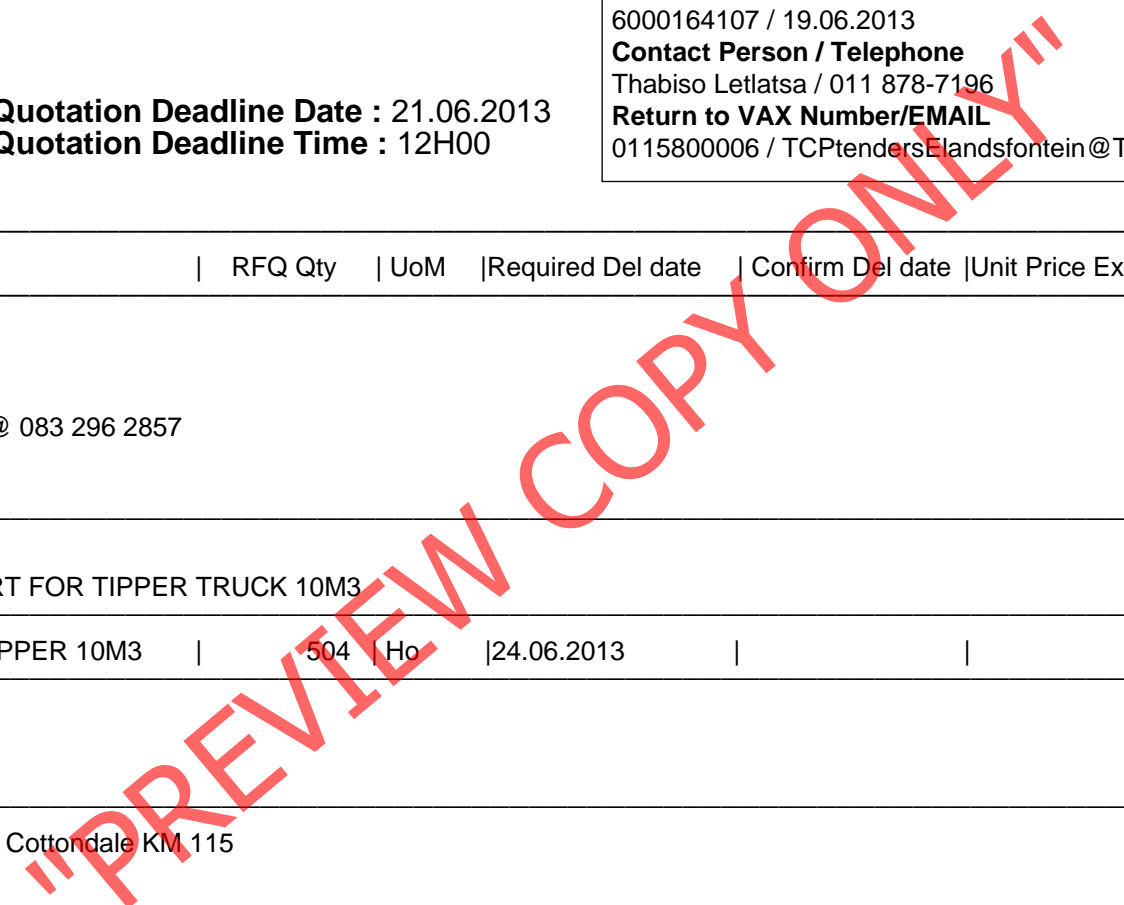 6000164107 / 19.06.2013
Contact Person / Telephone
Thabiso Letlatsa / 011 878-7196
Quotation Deadline Date : 21.06.2013
Return to VAX Number/EMAIL
Quotation Deadline Time : 12H00
0115800006 / TCPtendersElandsfontein@T
| RFQ Qty | UoM |Required Del date | Confirm Del date |Unit Price Ex
@ 083 296 2857
RT FOR TIPPER TRUCK 10M3
PPER 10M3 | 504 | Ho |24.06.2013 | |
Cottondale KM 115
"PREVIEW COPY ONLY"